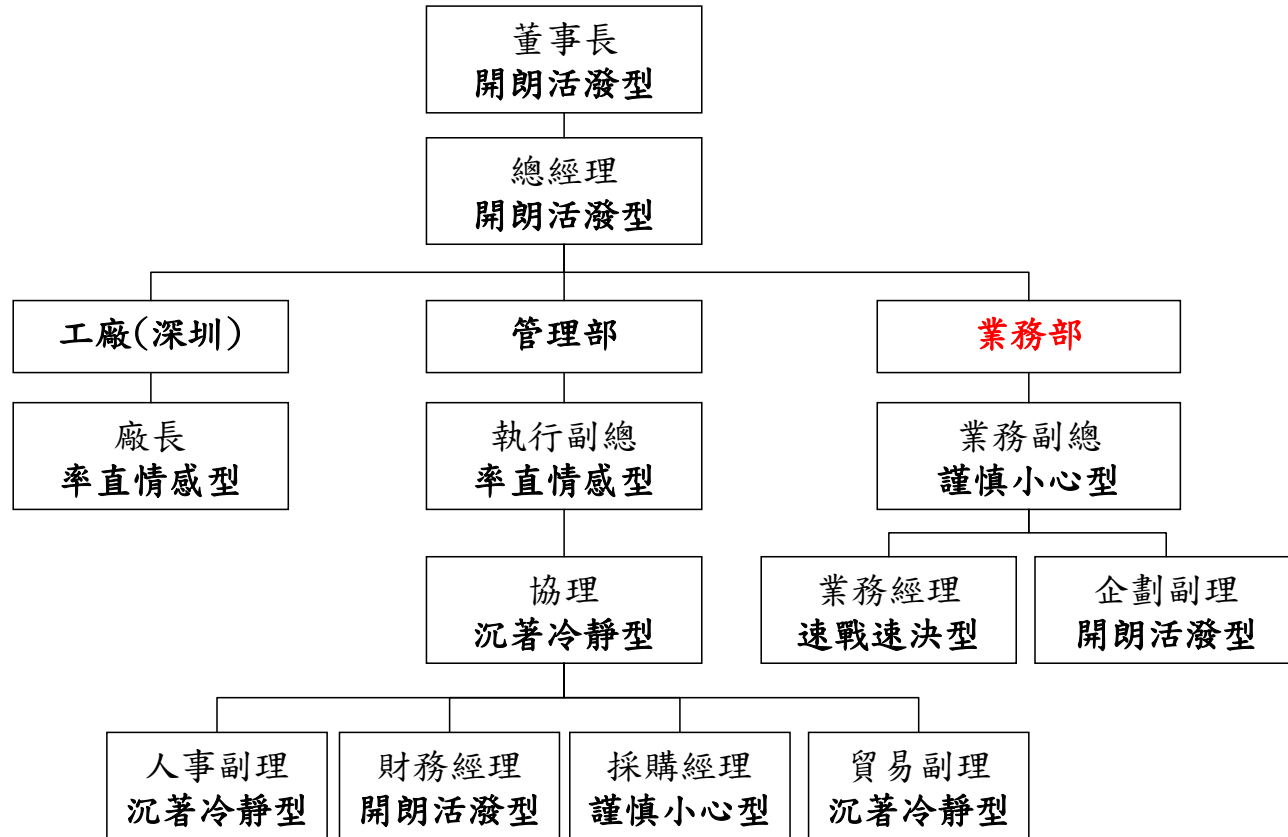 董事長
開朗活潑型
總經理
開朗活潑型
工廠(深圳)
管理部
業務部
廠長
率直情感型
執行副總
率直情感型
業務副總
謹慎小心型
協理
沉著冷靜型
業務經理
速戰速決型
企劃副理
開朗活潑型
人事副理
沉著冷靜型
財務經理
開朗活潑型
採購經理
謹慎小心型
貿易副理
沉著冷靜型